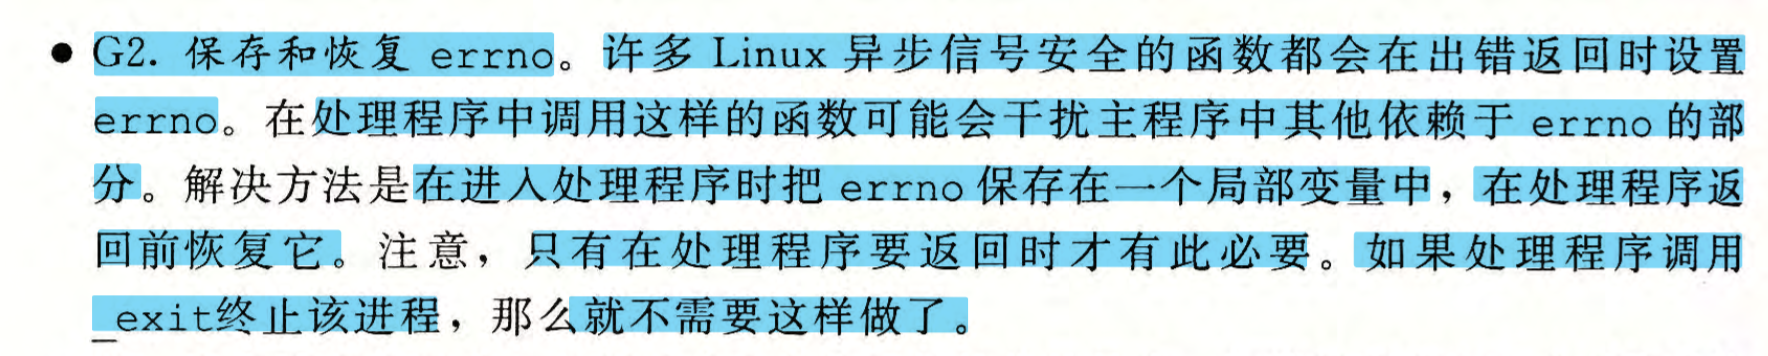 ● G2. 保存和恢复 errno。许多 Linux 异步信号安全的函数都会在出错返回时设置
errno。在处理程序中调用这样的函数可能会干扰主程序中其他依赖于 errno 的部
分。解决方法是在进入处理程序时把 errno 保存在一个局部变量中，在处理程序返
回前恢复它。注意，只有在处理程序要返回时才有此必要。如果处理程序调用
_exit终止该进程，那么就不需要这样做了。